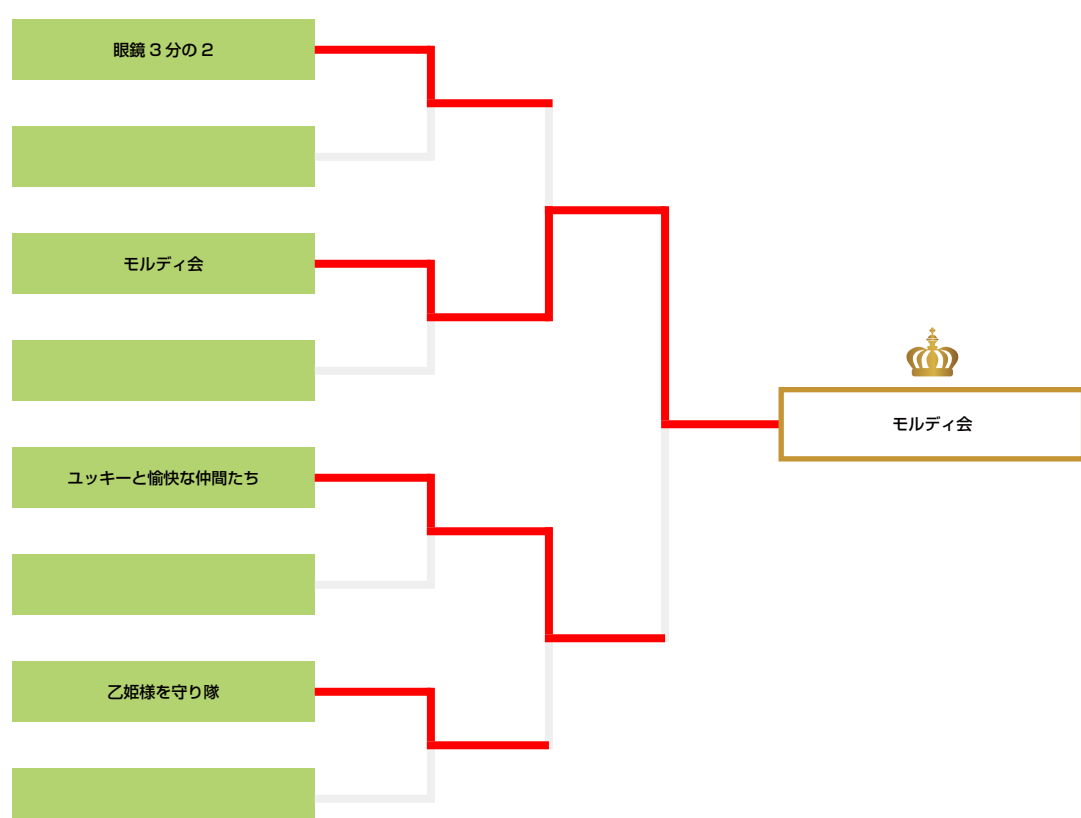 眼鏡３分の２
モルディ会
ユッキーと愉快な仲間たち
乙姫様を守り隊
モルディ会